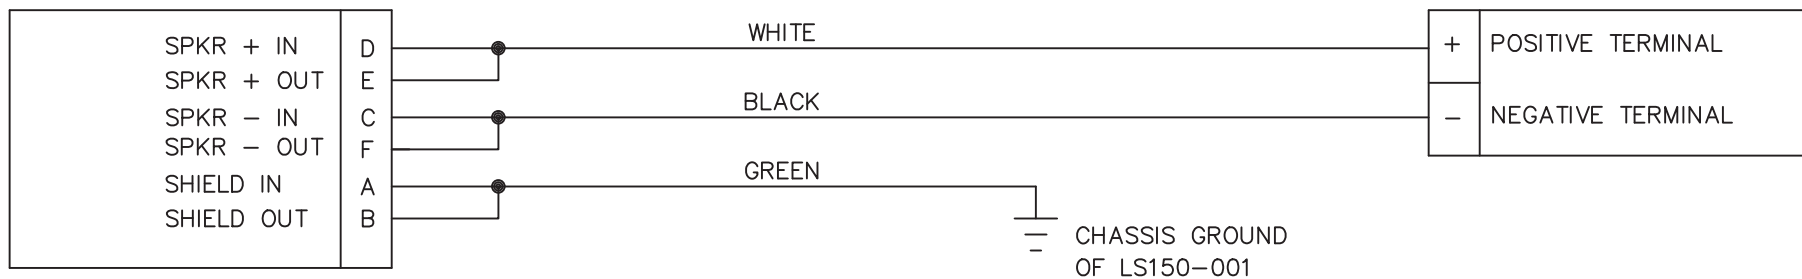 SPKR + IN D
SPKR + OUT E
SPKR - IN C
SPKR - OUT F
SHIELD IN A
SHIELD OUT B
WHITE
BLACK
GREEN
CHASSIS GROUND
OF LS150-001
+ POSITIVE TERMINAL
- NEGATIVE TERMINAL